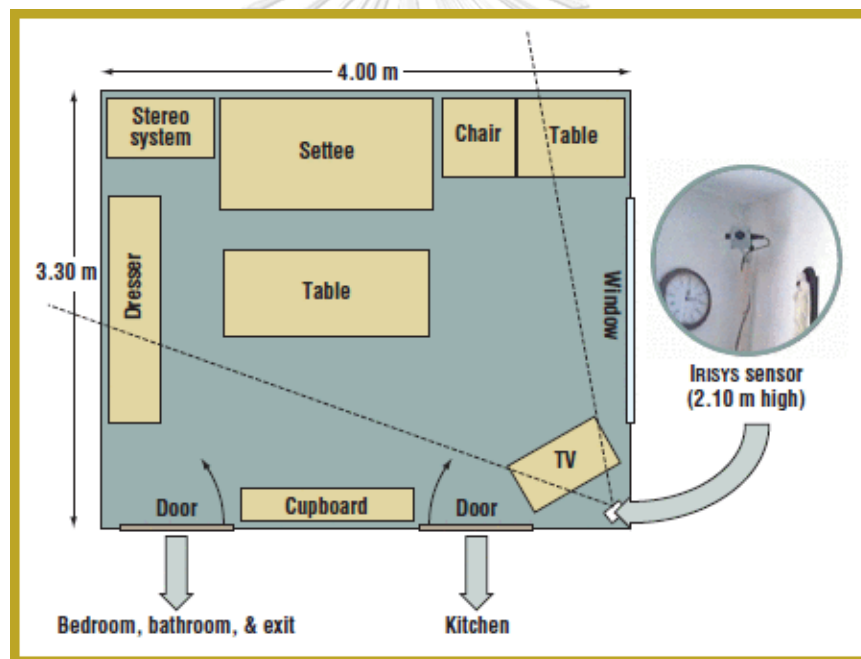 4.00 m
Stereo
system
Settee
Chair
Table
3.30 m
Dresser
Table
Window
IRISYS sensor
(2.10 m high)
TV
Door
Cupboard
Door
Bedroom, bathroom, & exit
Kitchen